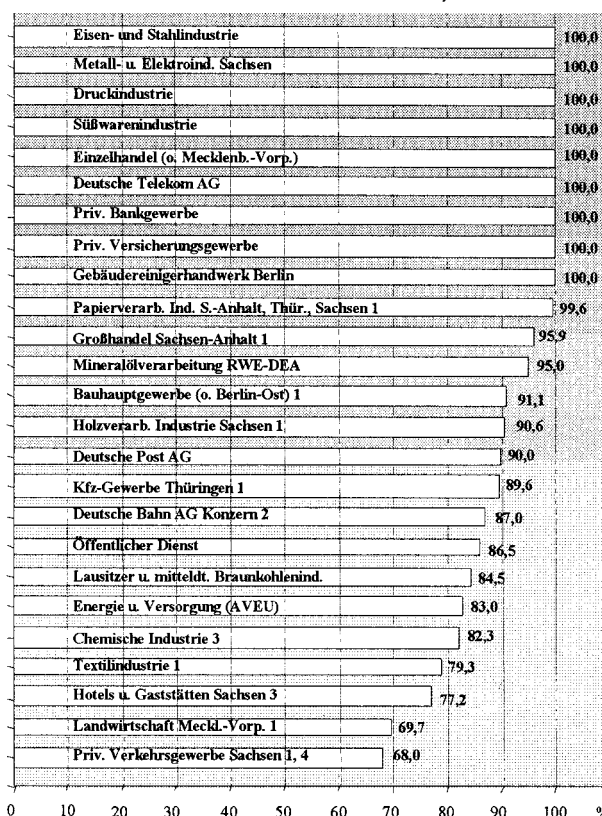 Eisen- und Stahlindustrie 100,0
Metall- u. Elektroind. Sachsen 100,0
Druckindustrie 100,0
Süßwarenindustrie 100,0
Einzelhandel (o. Mecklenb.-Vorp.) 100,0
Deutsche Telekom AG 100,0
Priv. Bankgewerbe 100,0
Priv. Versicherungsgewerbe 100,0
Gebäudereinigerhandwerk Berlin 100,0
Papierverarb. Ind. S.-Anhalt, Thür., Sachsen 1 99,6
Großhandel Sachsen-Anhalt 1 95,9
Mineralölverarbeitung RWE-DEA 95,0
Bauhauptgewerbe (o. Berlin-Ost) 1 91,1
Holzverarb. Industrie Sachsen 1 90,6
Deutsche Post AG 90,0
Kfz-Gewerbe Thüringen 1 89,6
Deutsche Bahn AG Konzern 2 87,0
Öffentlicher Dienst 86,5
Lausitzer u. mitteldt. Braunkohlenind. 84,5
Energie u. Versorgung (AVEU) 83,0
Chemische Industrie 3 82,3
Textilindustrie 1 79,3
Hotels u. Gaststätten Sachsen 3 77,2
Landwirtschaft Meckl.-Vorp. 1 69,7
Priv. Verkehrsgewerbe Sachsen 1, 4 68,0
0 10 20 30 40 50 60 70 80 90 100 %